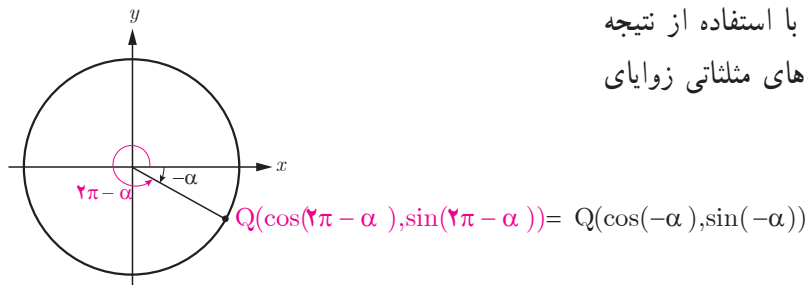 با استفاده از نتیجه
های مثلثاتی زوایای
y
x
−α
۲π− α
Q(cos(۲π − α ),sin(۲π − α ))= Q(cos(−α ),sin(−α))